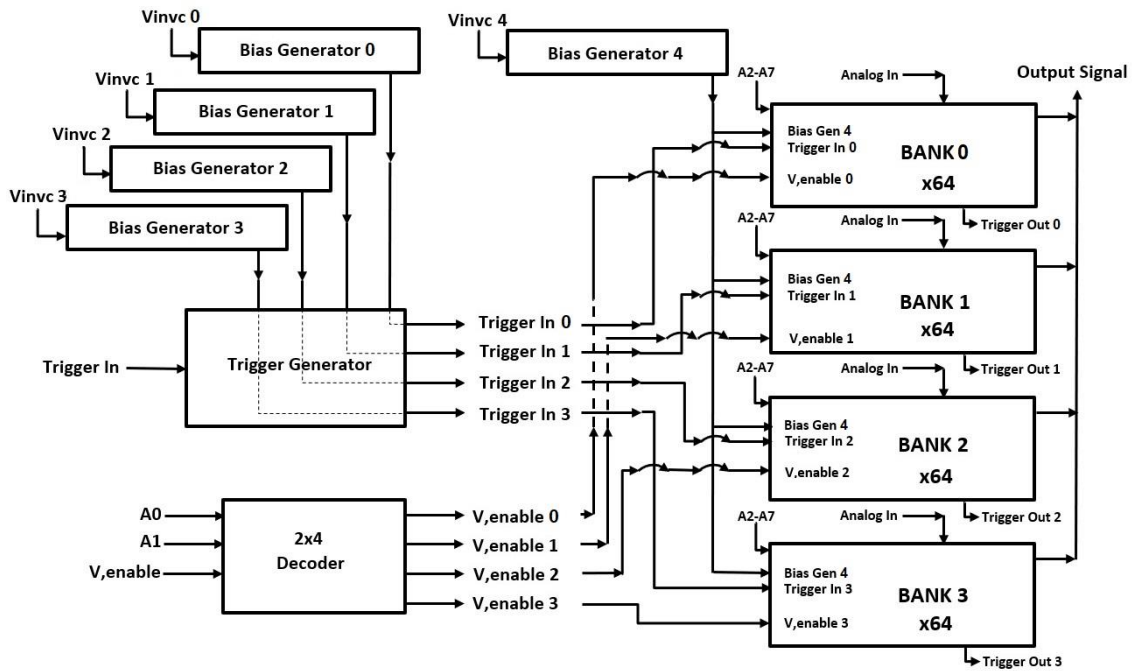 Vinvc 0
Bias Generator 0
Vinvc 1
Bias Generator 1
Vinvc 2
Bias Generator 2
Vinvc 3
Bias Generator 3
Vinvc 4
Bias Generator 4
Trigger In
Trigger Generator
Trigger In 0
Trigger In 1
Trigger In 2
Trigger In 3
A0
A1
V,enable
2x4
Decoder
V,enable 0
V,enable 1
V,enable 2
V,enable 3
Output Signal
A2-A7
Analog In
Bias Gen 4
Trigger In 0
V,enable 0
BANK 0
x64
Trigger Out 0
A2-A7
Analog In
Bias Gen 4
Trigger In 1
V,enable 1
BANK 1
x64
Trigger Out 1
A2-A7
Analog In
Bias Gen 4
Trigger In 2
V,enable 2
BANK 2
x64
Trigger Out 2
A2-A7
Analog In
Bias Gen 4
Trigger In 3
V,enable 3
BANK 3
x64
Trigger Out 3